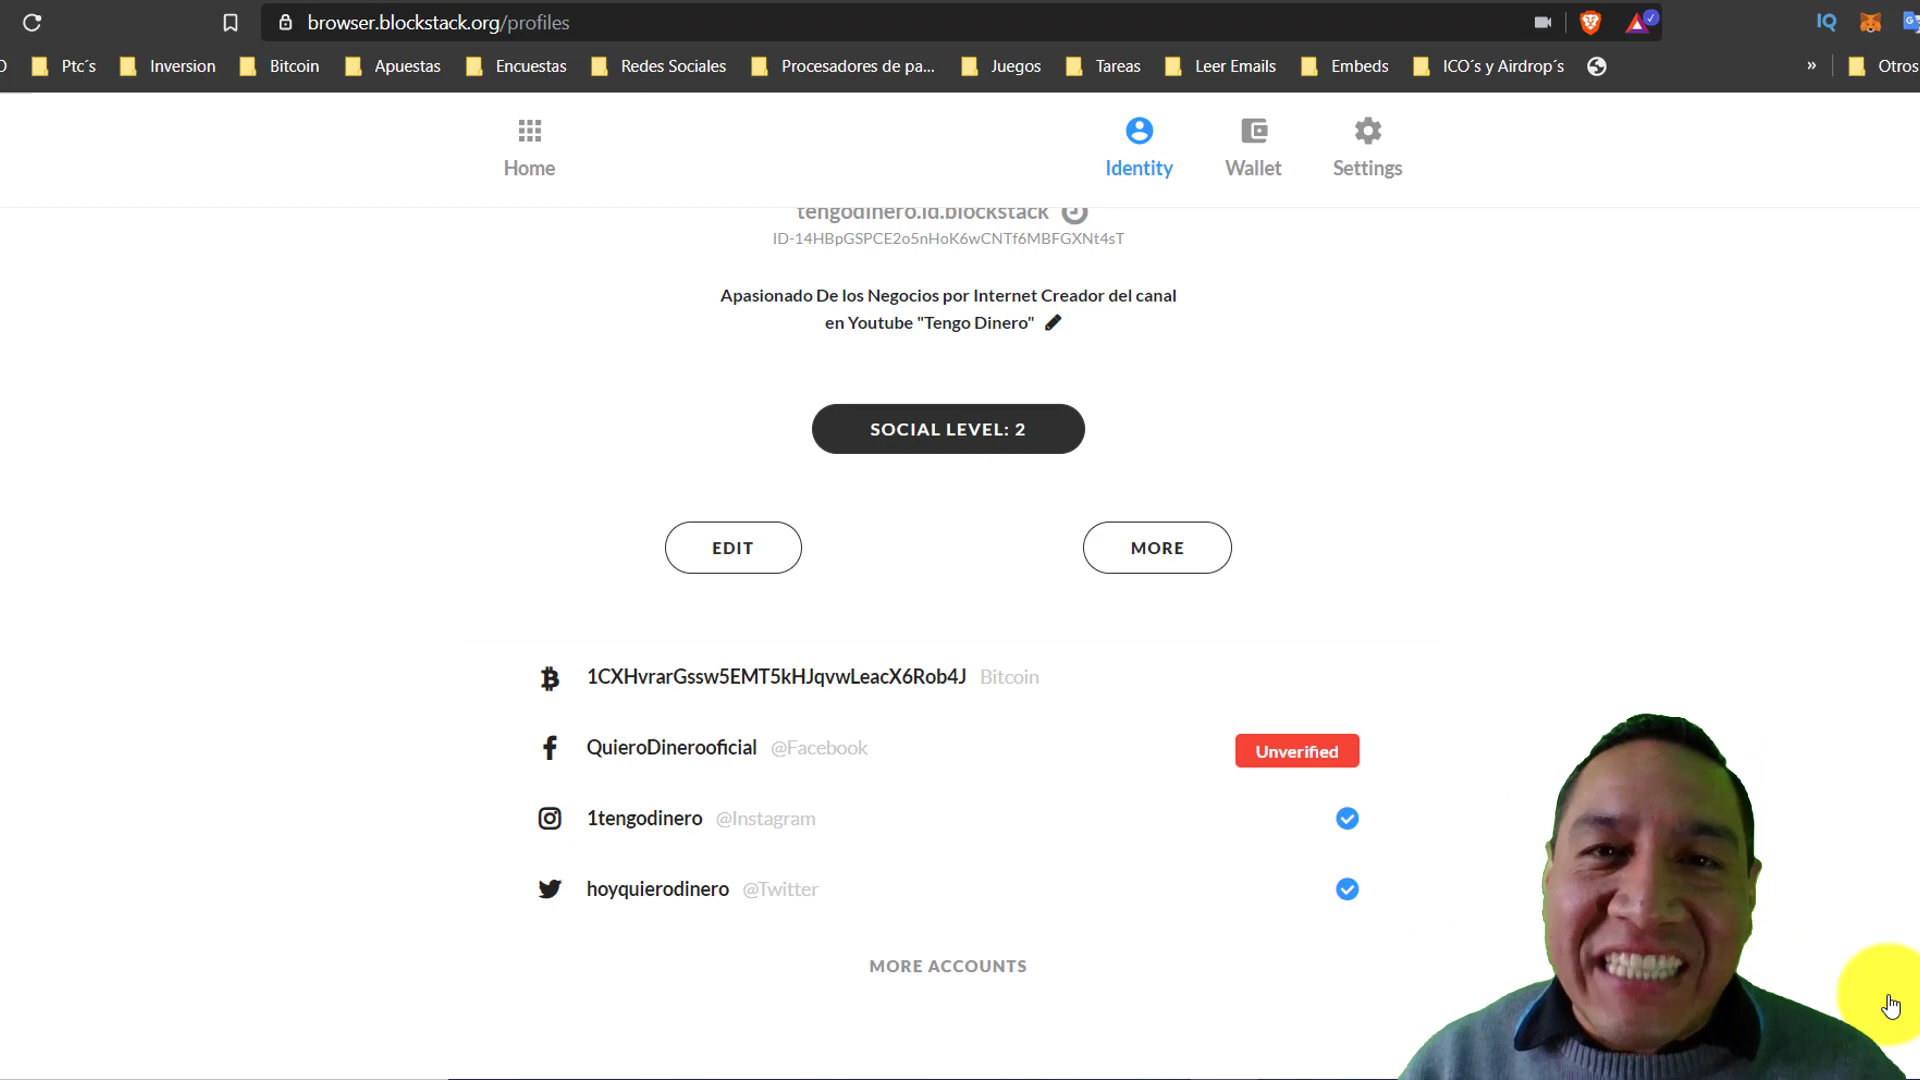 browser.blockstack.org/profiles
IQ
Ptc´s Inversion Bitcoin Apuestas Encuestas Redes Sociales Procesadores de pa... Juegos Tareas Leer Emails Embeds ICO´s y Airdrop´s » Otros
Home Identity Wallet Settings
tengodinero.id.blockstack
ID-14HBpGSPCE2o5nHoK6wCNTf6MBFGXNt4sT
Apasionado De los Negocios por Internet Creador del canal
en Youtube "Tengo Dinero"
SOCIAL LEVEL: 2
EDIT MORE
1CXHvrarGssw5EMT5kHJqvwLeacX6Rob4J Bitcoin
QuieroDinerooficial @Facebook Unverified
1tengodinero @Instagram
hoyquierodinero @Twitter
MORE ACCOUNTS